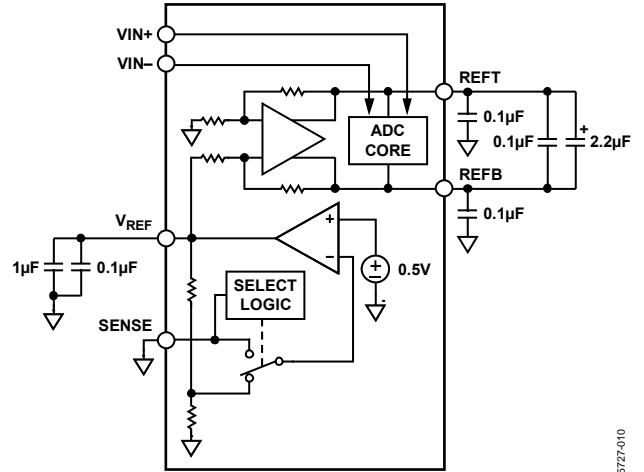 VIN+
VIN–
REFT
0.1µF
ADC
CORE
0.1µF
2.2µF
+
REFB
0.1µF
VREF
+
–
0.5V
+
–
1µF
0.1µF
SELECT
LOGIC
SENSE
5727-010